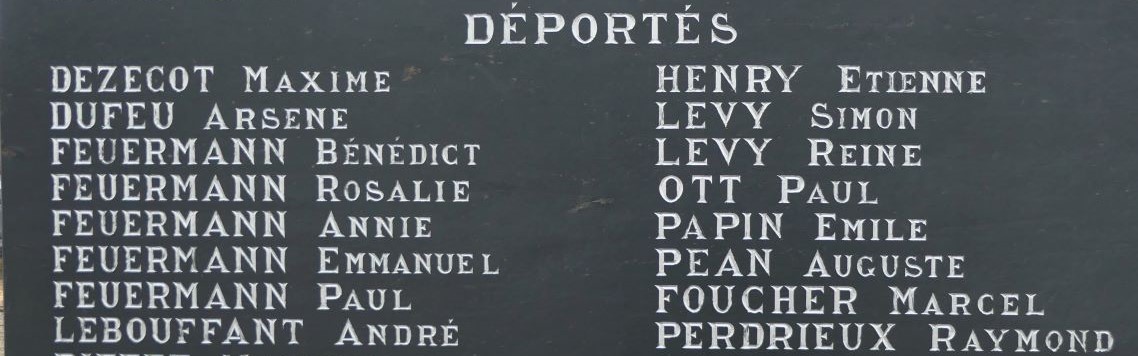 DÉPORTÉS
DEZECOT MAXIME
DUFEU ARSENE
FEUERMANN BÉNÉDICT
FEUERMANN ROSALIE
FEUERMANN ANNIE
FEUERMANN EMMANUEL
FEUERMANN PAUL
LEBOUFFANT ANDRÉ
HENRY ETIENNE
LEVY SIMON
LEVY REINE
OTT PAUL
PAPIN EMILE
PEAN AUGUSTE
FOUCHER MARCEL
PERDRIEUX RAYMOND